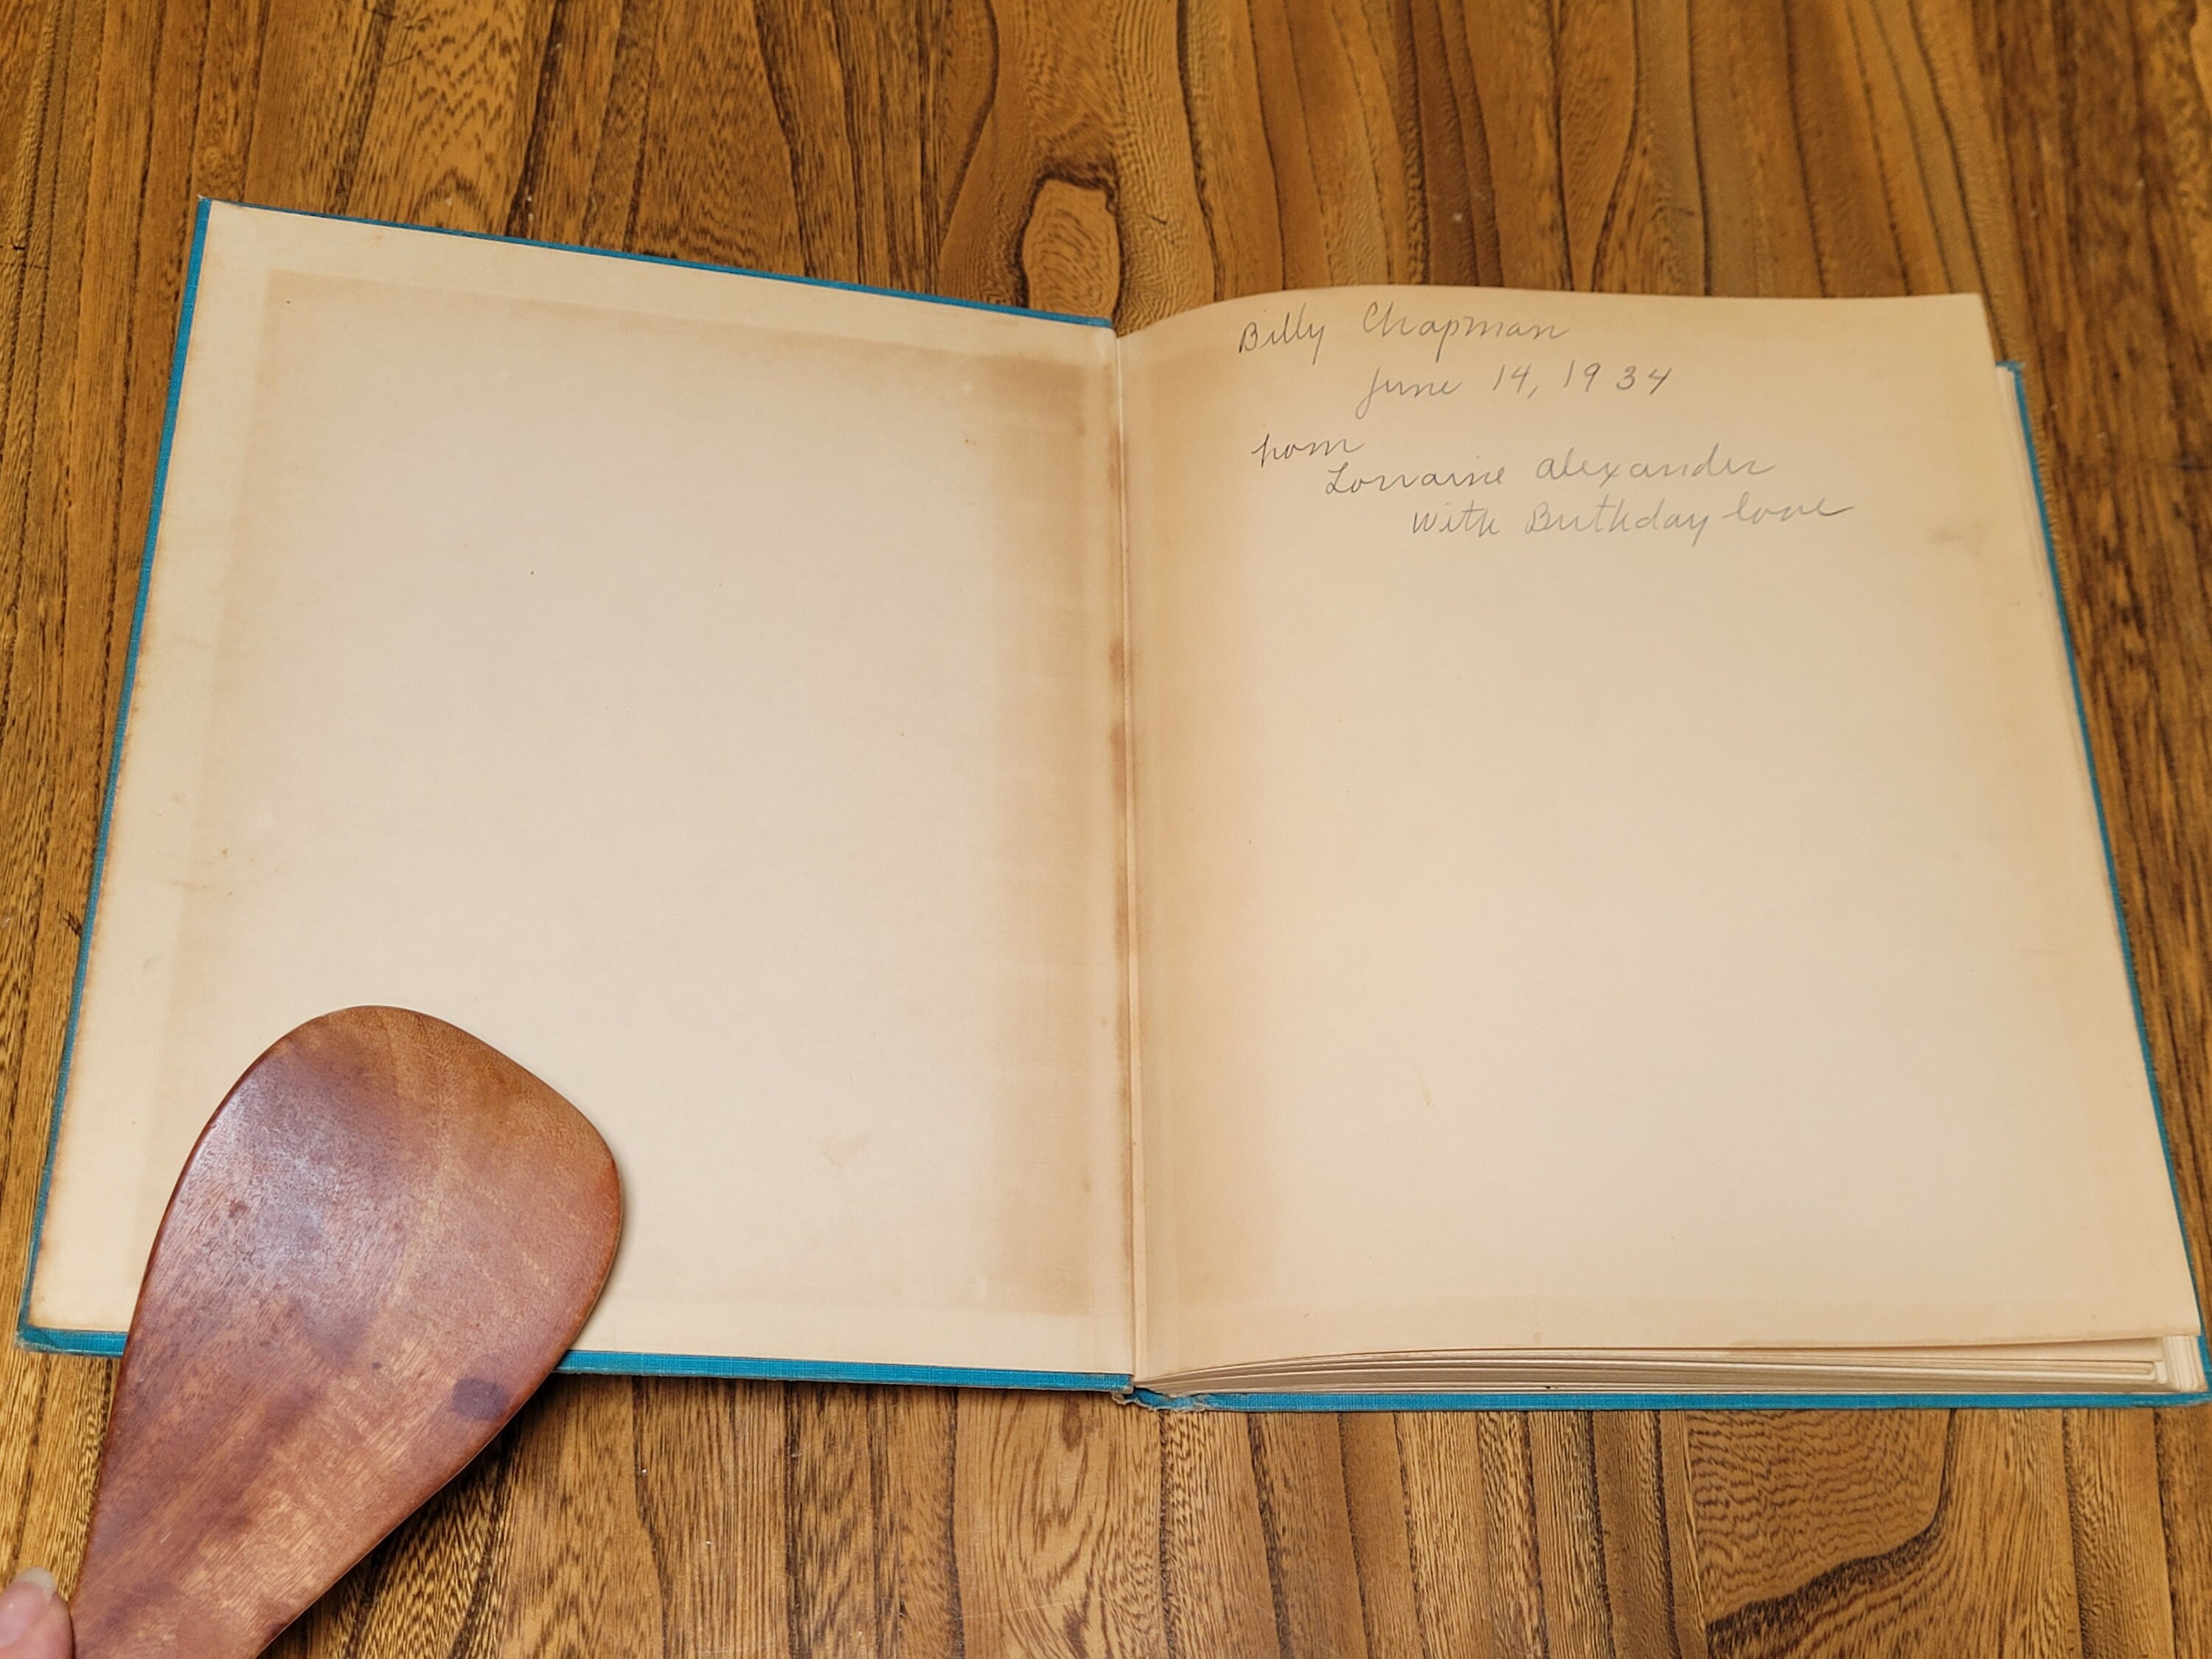 Billy Chapman
June 14, 1934
from
Lorraine Alexander
With Birthday love